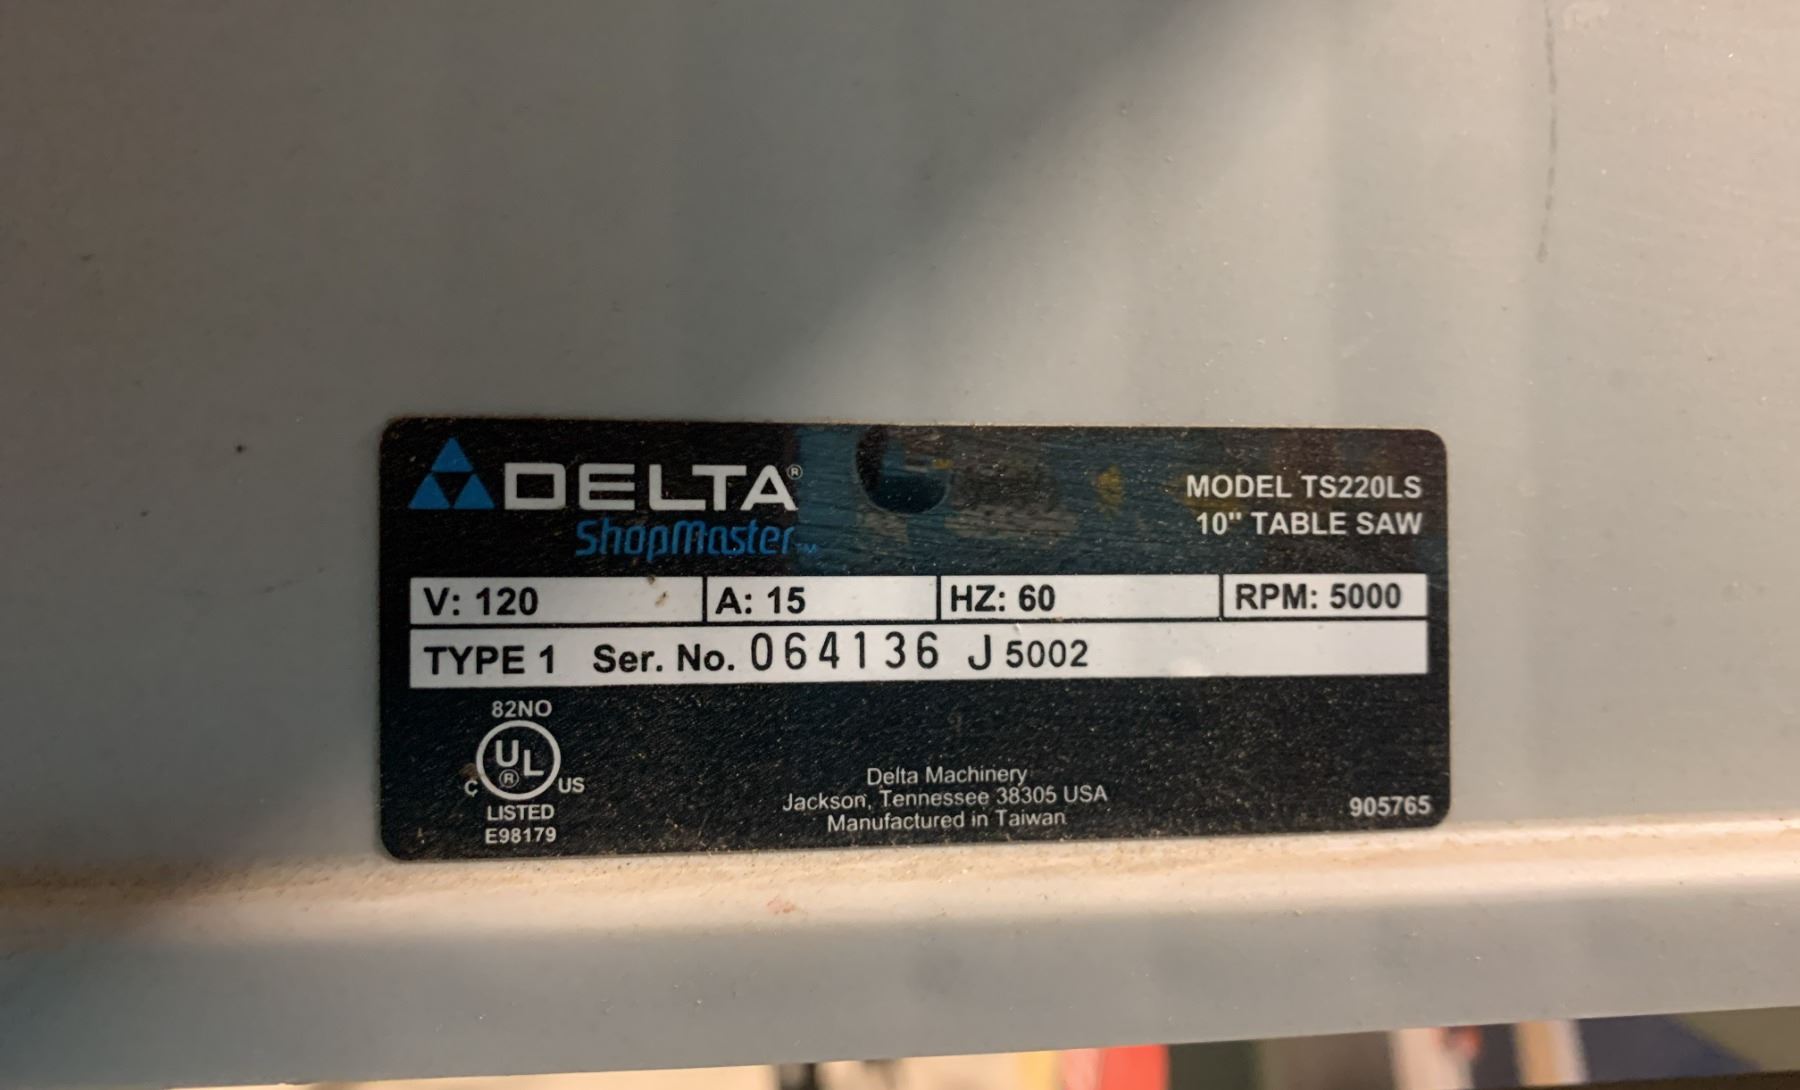 DELTA®
ShopMaster™
MODEL TS220LS
10" TABLE SAW
V: 120 A: 15 HZ: 60 RPM: 5000
TYPE 1 Ser. No. 064136 J 5002
82NO
C UL® US
LISTED
E98179
Delta Machinery
Jackson, Tennessee 38305 USA
Manufactured in Taiwan
905765